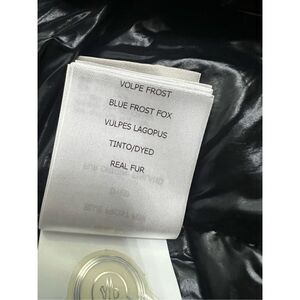 VOLPE FROST
BLUE FROST FOX
VULPES LAGOPUS
TINTO/DYED
REAL FUR